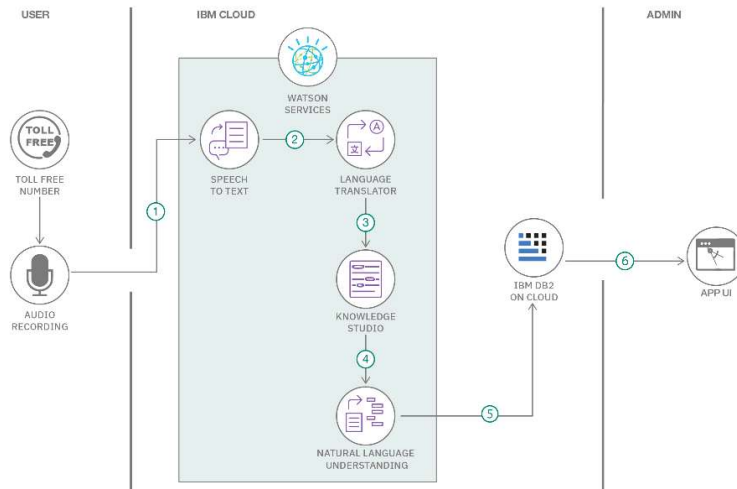 USER
IBM CLOUD
ADMIN
WATSON
SERVICES
TOLL
FREE
TOLL FREE
NUMBER
SPEECH
TO TEXT
2
A
文
LANGUAGE
TRANSLATOR
1
3
AUDIO
RECORDING
KNOWLEDGE
STUDIO
IBM DB2
ON CLOUD
6
APP UI
4
NATURAL LANGUAGE
UNDERSTANDING
5